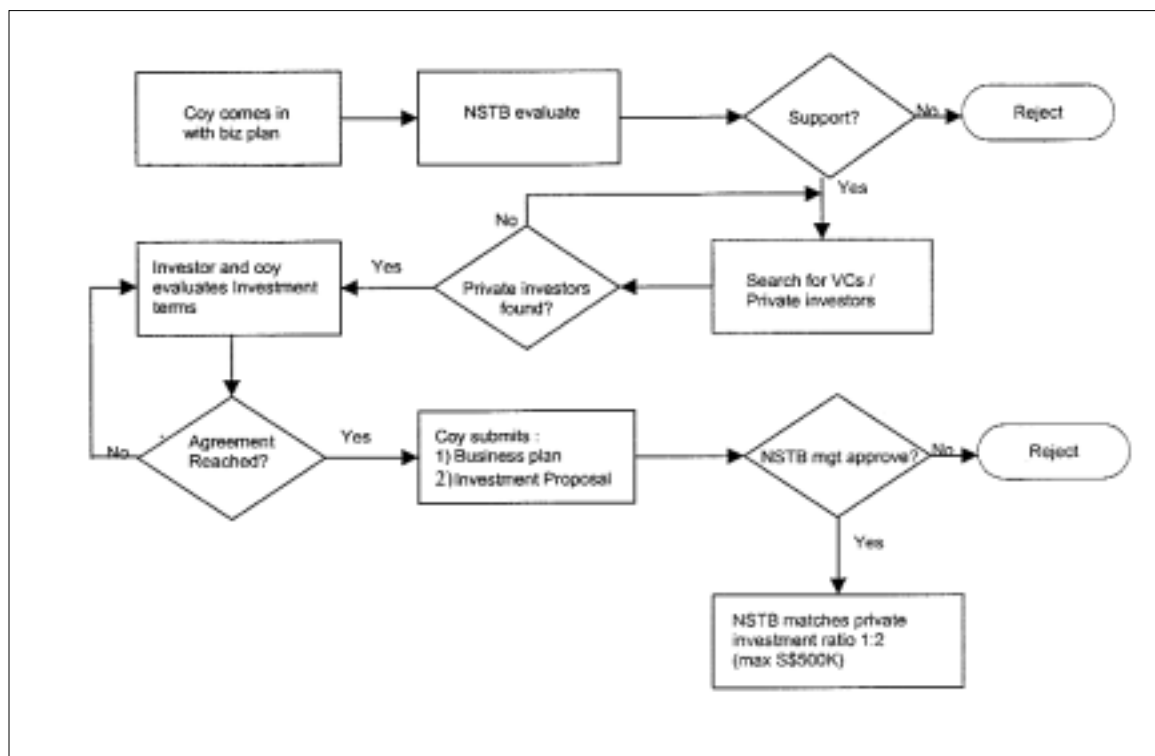 Coy comes in
with biz plan
NSTB evaluate
Support?
No
Reject
Yes
Search for VCs /
Private investors
No
Private investors
found?
Yes
Investor and coy
evaluates Investment
terms
Agreement
Reached?
No
Yes
Coy submits :
1) Business plan
2) Investment Proposal
NSTB mgt approve?
No
Reject
Yes
NSTB matches private
investment ratio 1:2
(max S$500K)